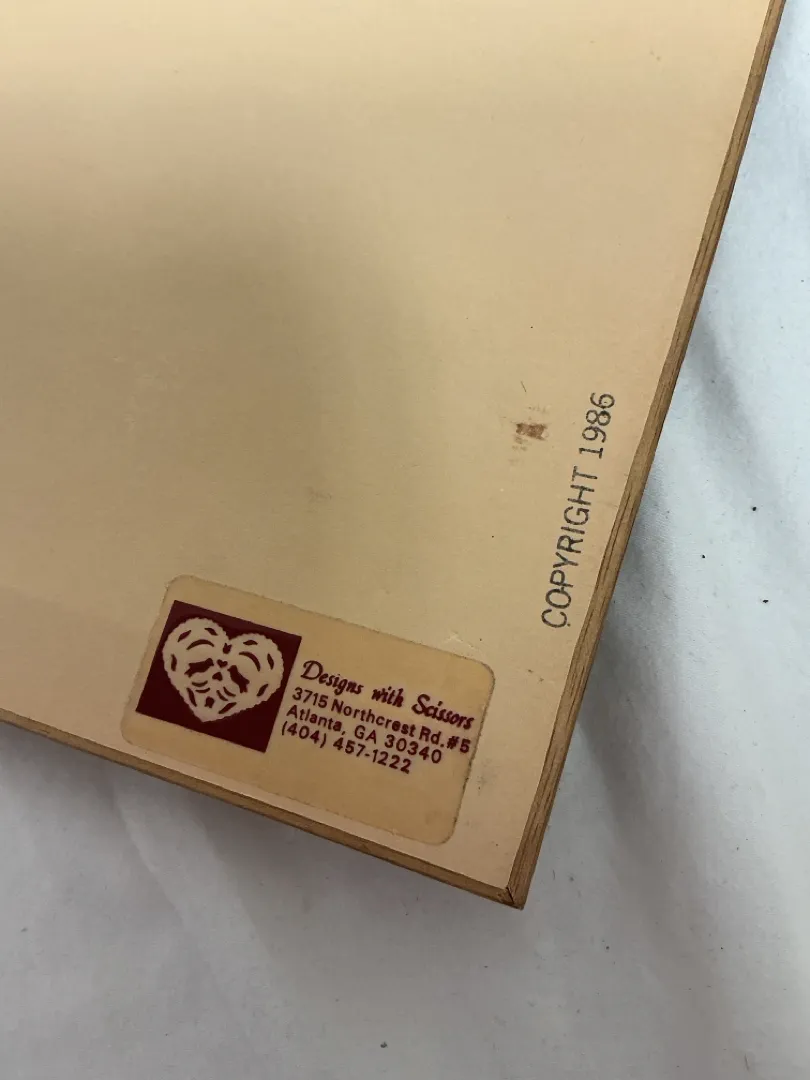 COPYRIGHT 1986
Designs with Scissors
3715 Northcrest Rd. #5
Atlanta, GA 30340
(404) 457-1222